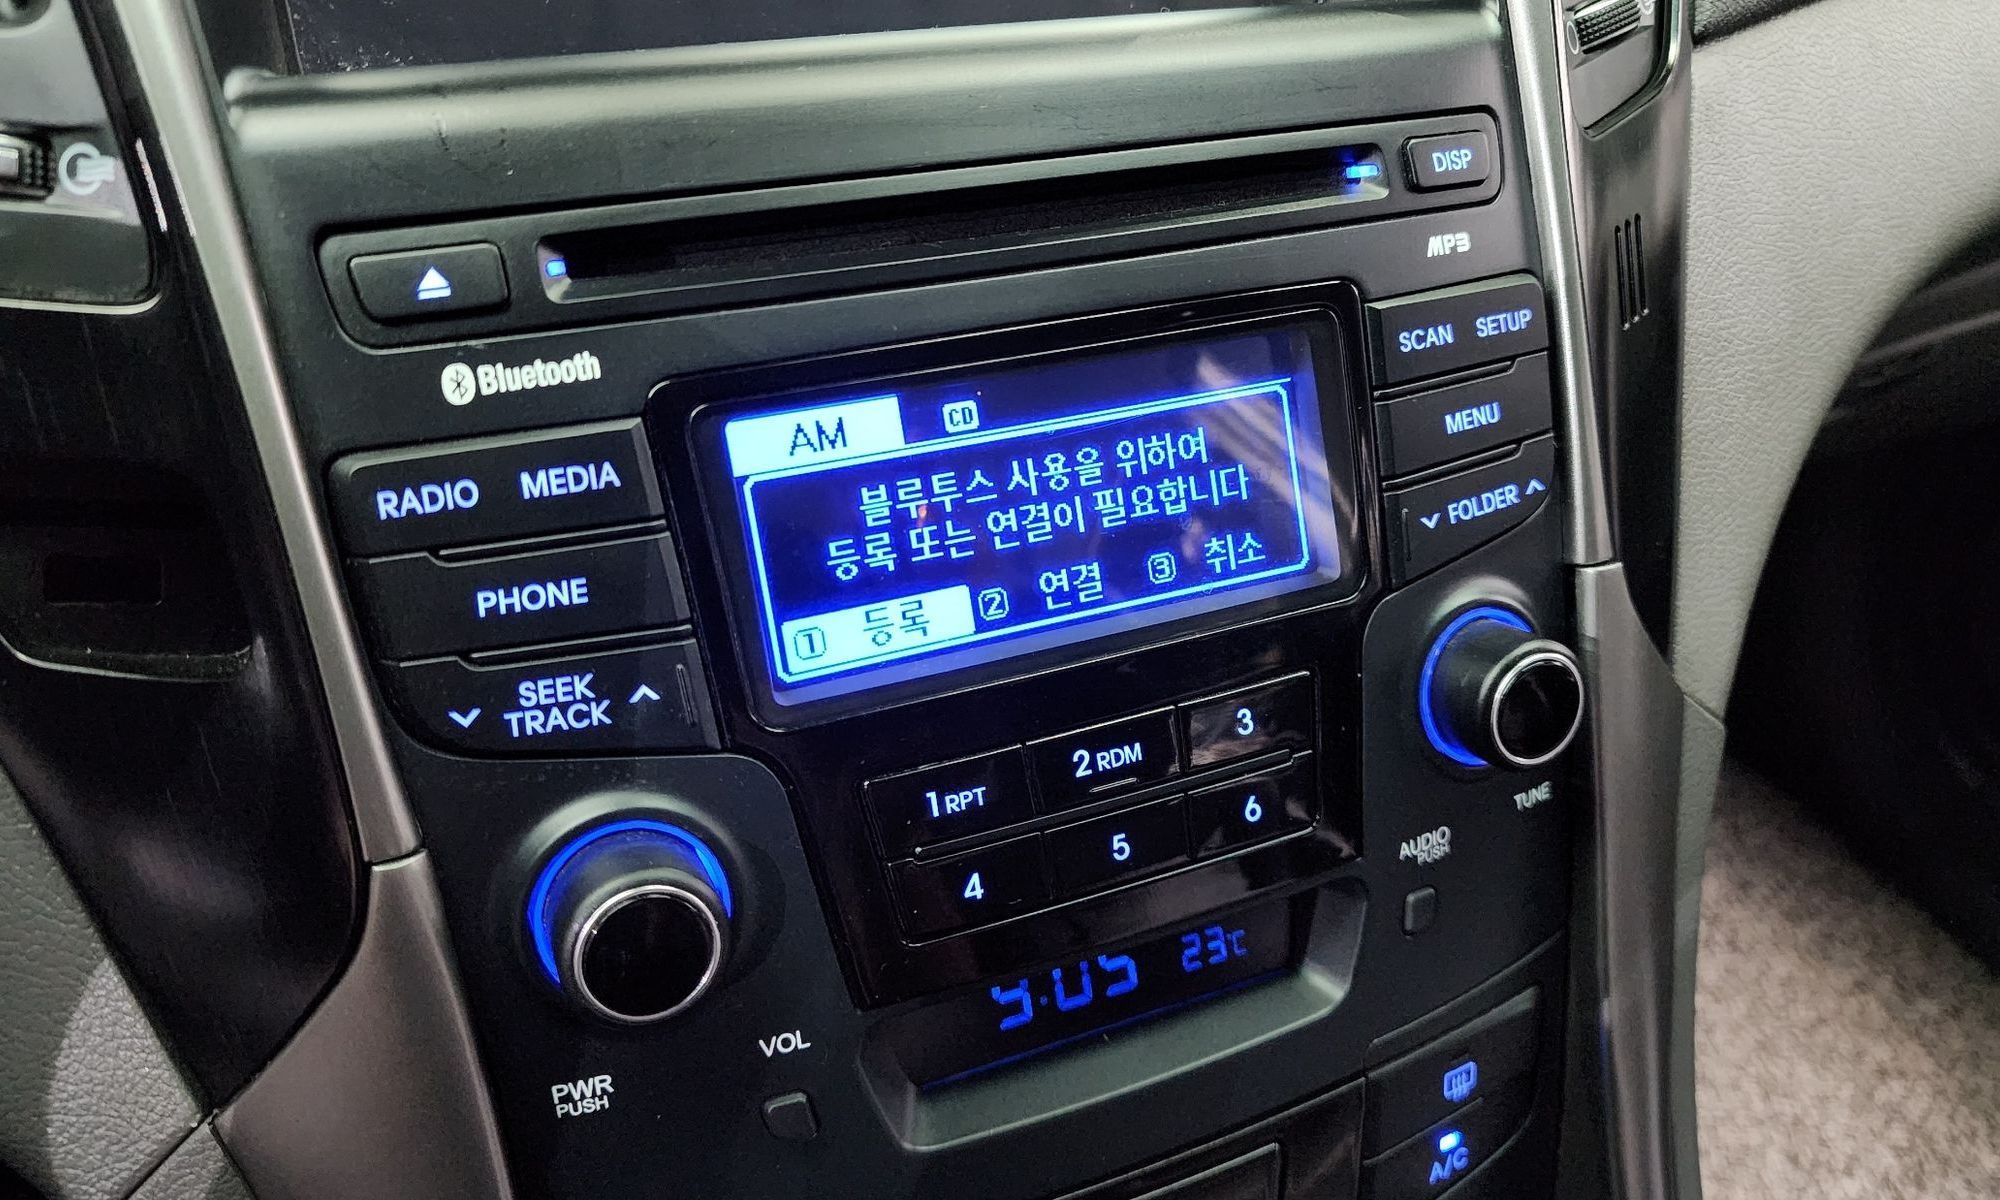 DISP
MP3
Bluetooth
SCAN SETUP
RADIO MEDIA
AM CD
MENU
블루투스 사용을 위하여
등록 또는 연결이 필요합니다
1 등록 2 연결 3 취소
FOLDER
PHONE
SEEK
TRACK
1 RPT 2 RDM 3
4 5 6
TUNE
AUDIO
PUSH
23℃
VOL
PWR
PUSH
A/C